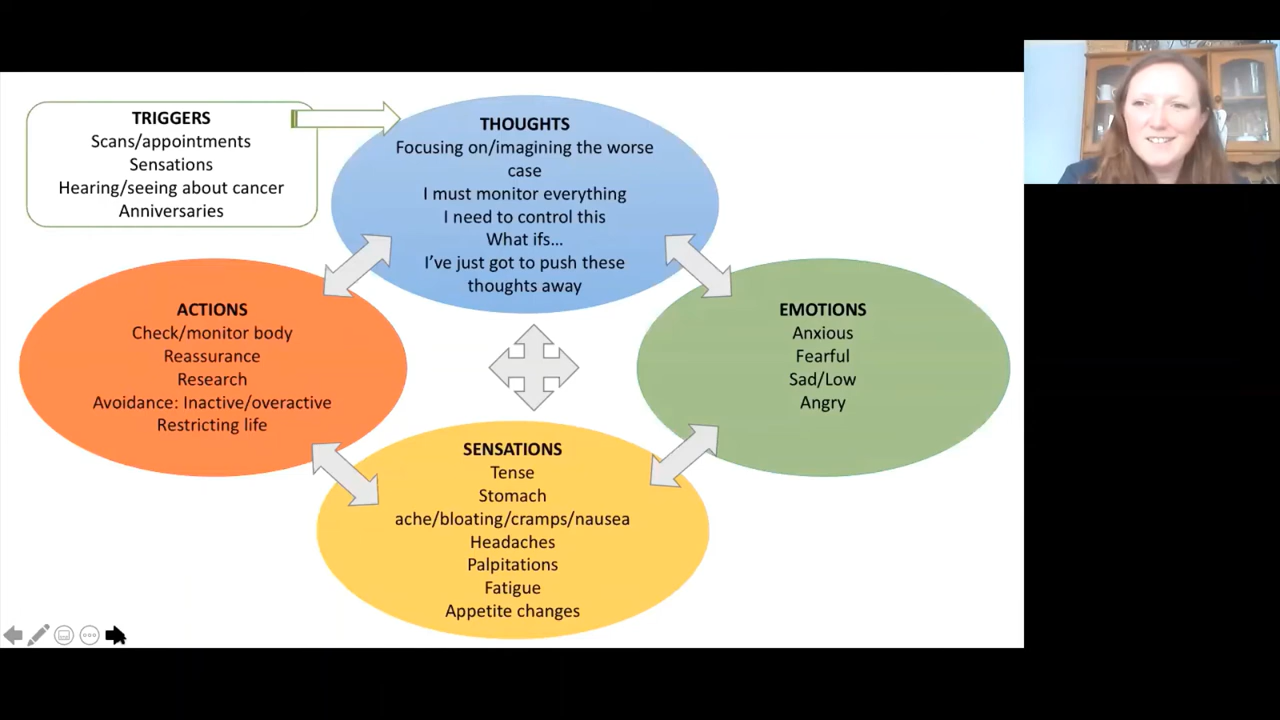 TRIGGERS
Scans/appointments
Sensations
Hearing/seeing about cancer
Anniversaries
THOUGHTS
Focusing on/imagining the worse
case
I must monitor everything
I need to control this
What ifs...
I've just got to push these
thoughts away
ACTIONS
Check/monitor body
Reassurance
Research
Avoidance: Inactive/overactive
Restricting life
EMOTIONS
Anxious
Fearful
Sad/Low
Angry
SENSATIONS
Tense
Stomach
ache/bloating/cramps/nausea
Headaches
Palpitations
Fatigue
Appetite changes